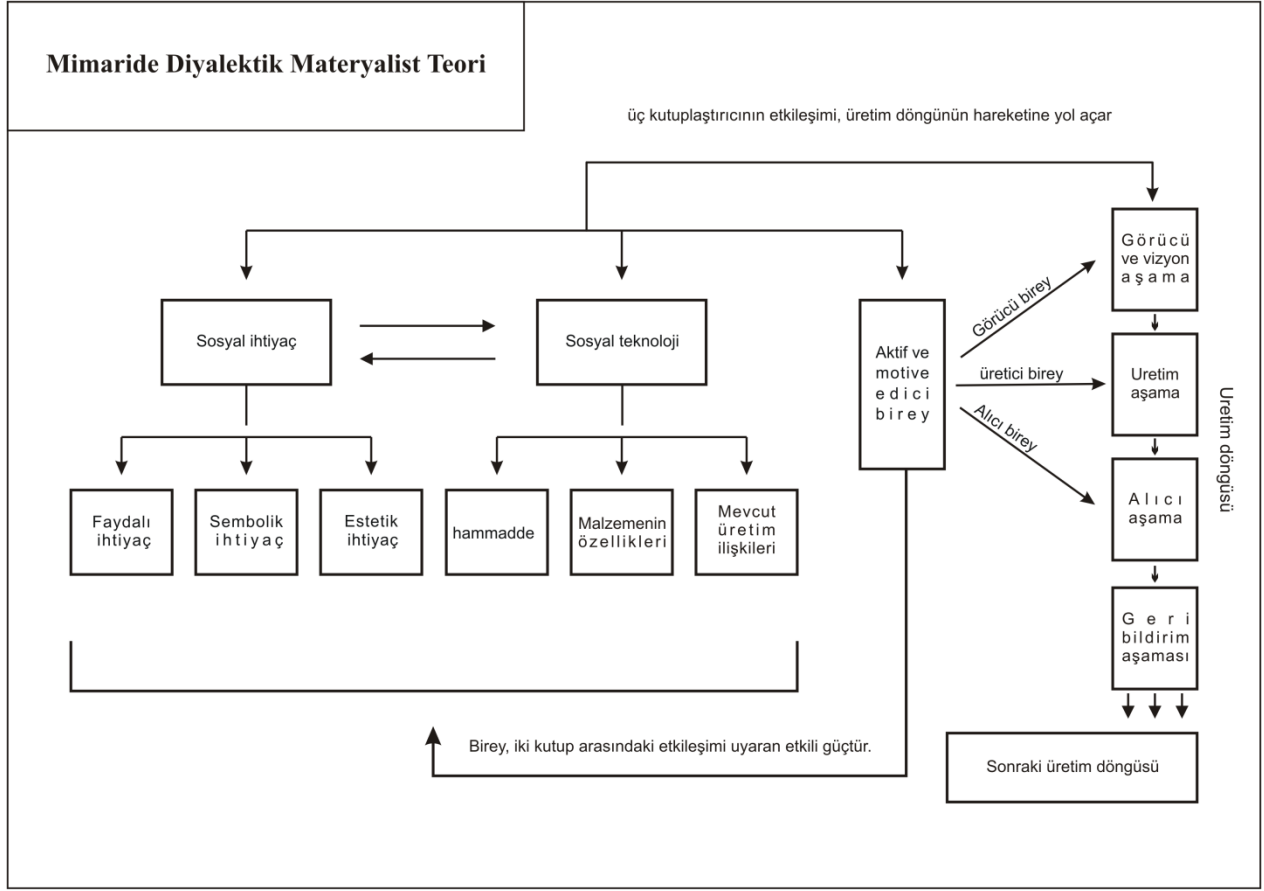 Mimaride Diyalektik Materyalist Teori
üç kutuplaştırıcının etkileşimi, üretim döngünün hareketine yol açar
Sosyal ihtiyaç
Sosyal teknoloji
Aktif ve
motive
edici
birey
Görücü birey
üretici birey
Alıcı birey
Görücü
ve vizyon
aşama
Uretim
aşama
Alıcı
aşama
Geri
bildirim
aşaması
Uretim döngüsü
Faydalı
ihtiyaç
Sembolik
ihtiyaç
Estetik
ihtiyaç
hammadde
Malzemenin
özellikleri
Mevcut
üretim
ilişkileri
Birey, iki kutup arasındaki etkileşimi uyaran etkili güçtür.
Sonraki üretim döngüsü